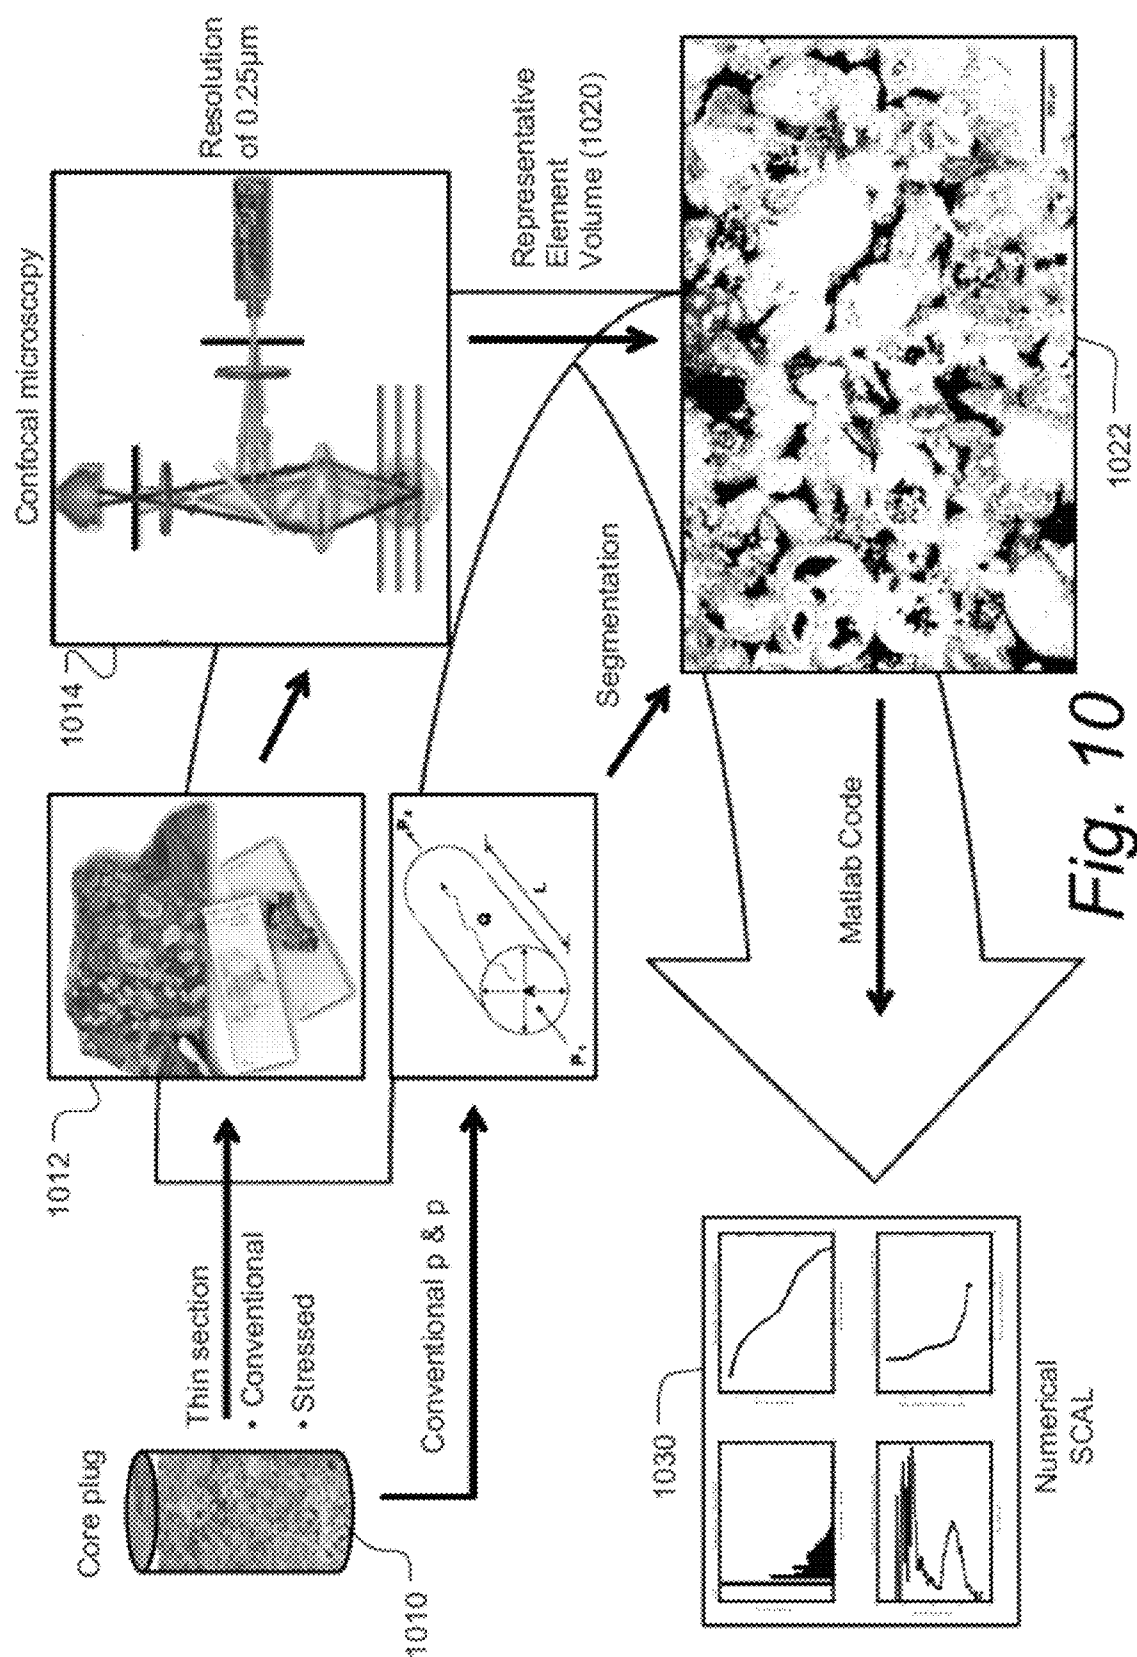 Core plug
1010
Thin section
• Conventional
• Stressed
Conventional p & p
1012
P₁
Q
L
1014
Confocal microscopy
Resolution
of 0.25μm
Representative
Element
Volume (1020)
Segmentation
1022
Matlab Code
1030
Numerical
SCAL
Fig. 10